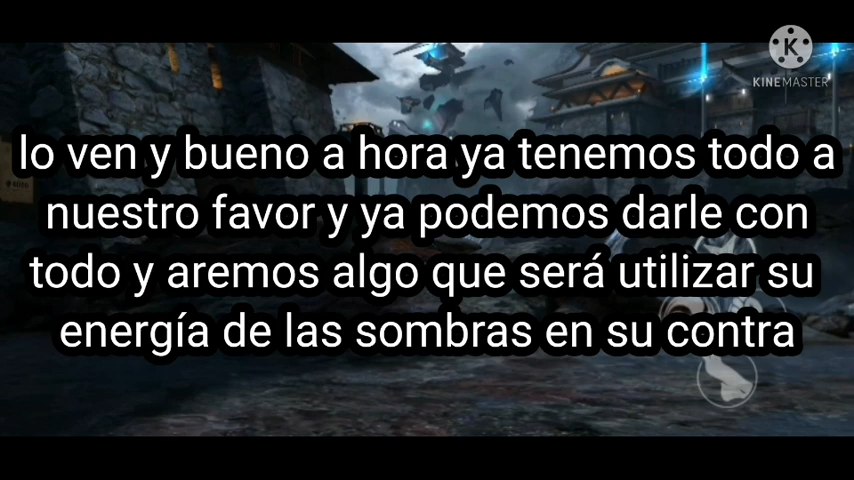 KINEMASTER
lo ven y bueno a hora ya tenemos todo a
nuestro favor y ya podemos darle con
todo y aremos algo que será utilizar su
energía de las sombras en su contra